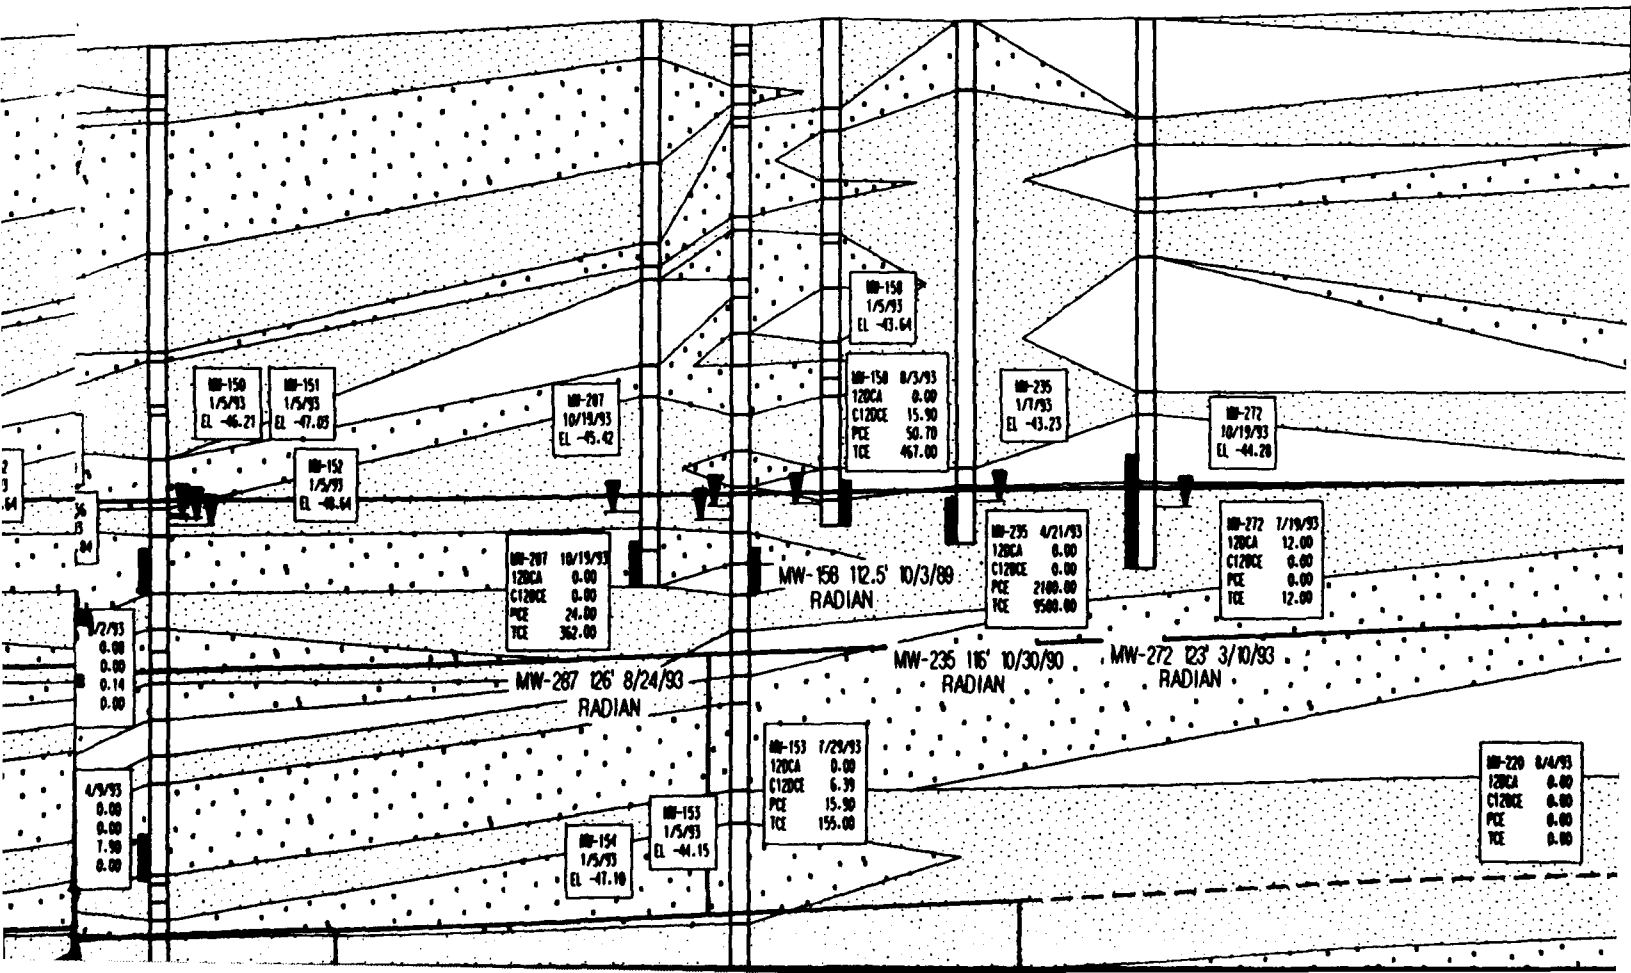 MW-158
1/5/93
EL -43.64
MW-150
1/5/93
EL -46.21
MW-151
1/5/93
EL -47.03
MW-207
10/19/93
EL -45.42
MW-158 8/3/93
12DCA 0.00
C12DCE 15.90
PCE 50.70
TCE 467.00
MW-235
1/7/93
EL -43.23
MW-272
10/19/93
EL -44.28
MW-152
1/5/93
EL -48.64
.64
84
MW-207 10/19/93
12DCA 0.00
C12DCE 0.00
PCE 24.00
TCE 362.00
MW-235 4/21/93
12DCA 0.00
C12DCE 0.00
PCE 2100.00
TCE 9500.00
MW-272 7/19/93
12DCA 12.00
C12DCE 0.00
PCE 0.00
TCE 12.00
MW-158 112.5' 10/3/89
RADIAN
/2/93
0.00
0.00
0.14
0.00
MW-287 126' 8/24/93
RADIAN
MW-235 116' 10/30/90
RADIAN
MW-272 123' 3/10/93
RADIAN
MW-153 7/29/93
12DCA 0.00
C12DCE 6.39
PCE 15.90
TCE 155.00
MW-220 8/4/93
12DCA 0.00
C12DCE 0.00
PCE 0.00
TCE 0.00
4/9/93
0.00
0.00
7.90
0.00
MW-153
1/5/93
EL -44.15
MW-154
1/5/93
EL -47.10